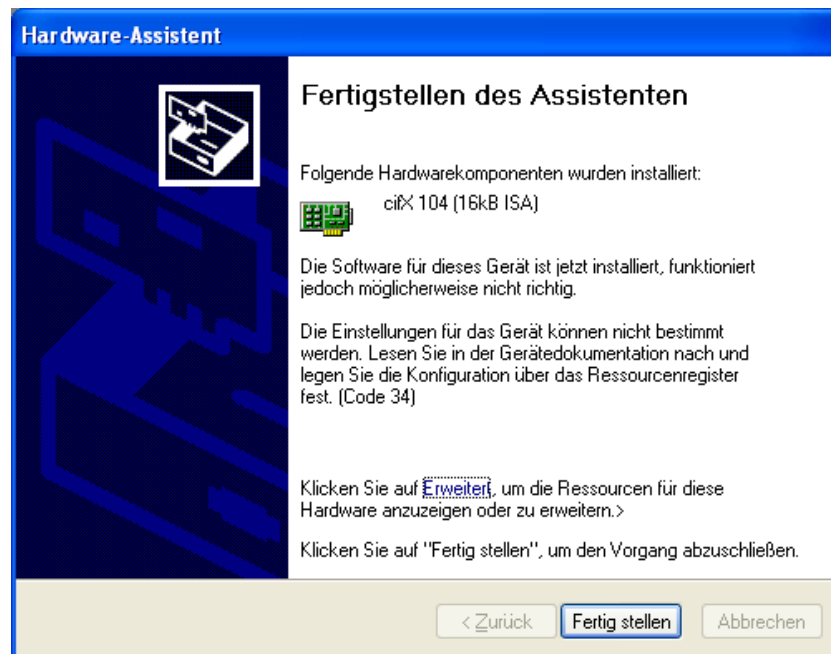 Hardware-Assistent
Fertigstellen des Assistenten
Folgende Hardwarekomponenten wurden installiert:
cifX 104 (16kB ISA)
Die Software für dieses Gerät ist jetzt installiert, funktioniert
jedoch möglicherweise nicht richtig.
Die Einstellungen für das Gerät können nicht bestimmt
werden. Lesen Sie in der Gerätedokumentation nach und
legen Sie die Konfiguration über das Ressourcenregister
fest. (Code 34)
Klicken Sie auf Erweitert, um die Ressourcen für diese
Hardware anzuzeigen oder zu erweitern.>
Klicken Sie auf "Fertig stellen", um den Vorgang abzuschließen.
< Zurück Fertig stellen Abbrechen